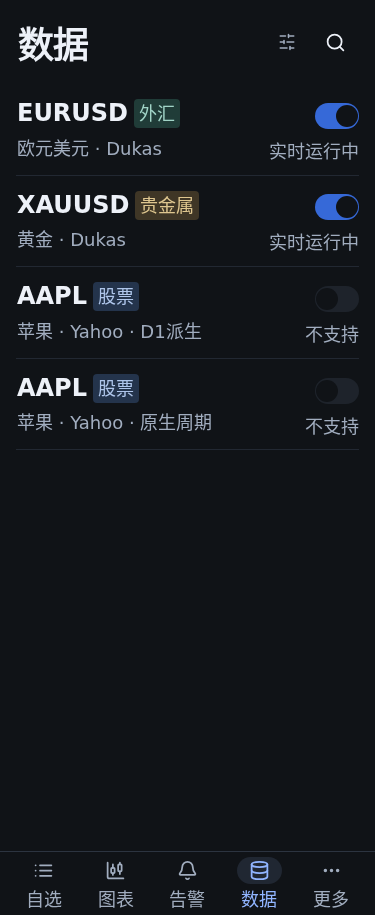 数据
EURUSD 外汇
欧元美元 · Dukas
实时运行中
XAUUSD 贵金属
黄金 · Dukas
实时运行中
AAPL 股票
苹果 · Yahoo · D1派生
不支持
AAPL 股票
苹果 · Yahoo · 原生周期
不支持
自选 图表 告警 数据 更多